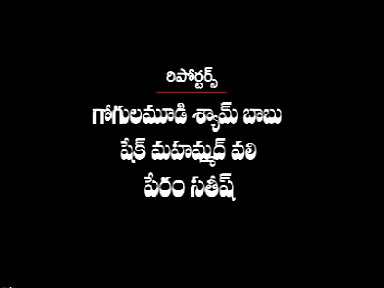 రిపోర్టర్స్
గోగులమూడి శ్యామ్ బాబు
షేక్ మహమ్మద్ వలి
పేరం సతీష్